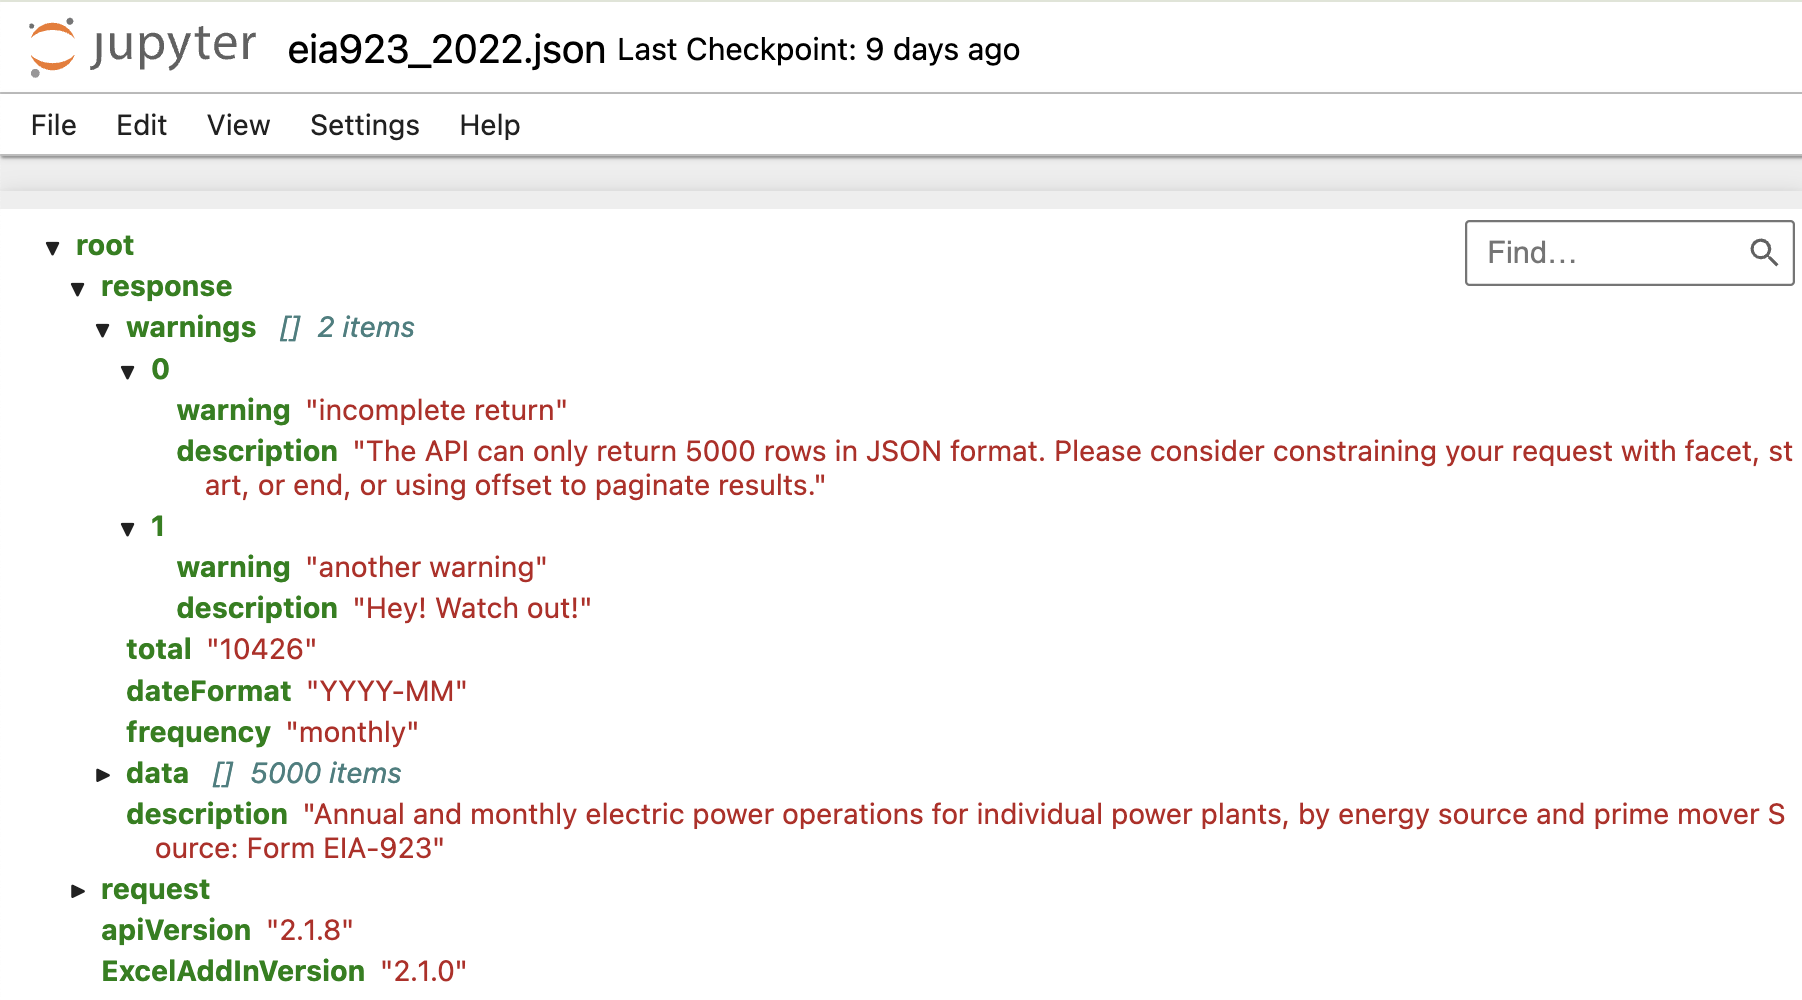 jupyter eia923_2022.json Last Checkpoint: 9 days ago
File Edit View Settings Help
Find...
root
response
warnings [] 2 items
0
warning "incomplete return"
description "The API can only return 5000 rows in JSON format. Please consider constraining your request with facet, st
art, or end, or using offset to paginate results."
1
warning "another warning"
description "Hey! Watch out!"
total "10426"
dateFormat "YYYY-MM"
frequency "monthly"
data [] 5000 items
description "Annual and monthly electric power operations for individual power plants, by energy source and prime mover S
ource: Form EIA-923"
request
apiVersion "2.1.8"
ExcelAddInVersion "2.1.0"